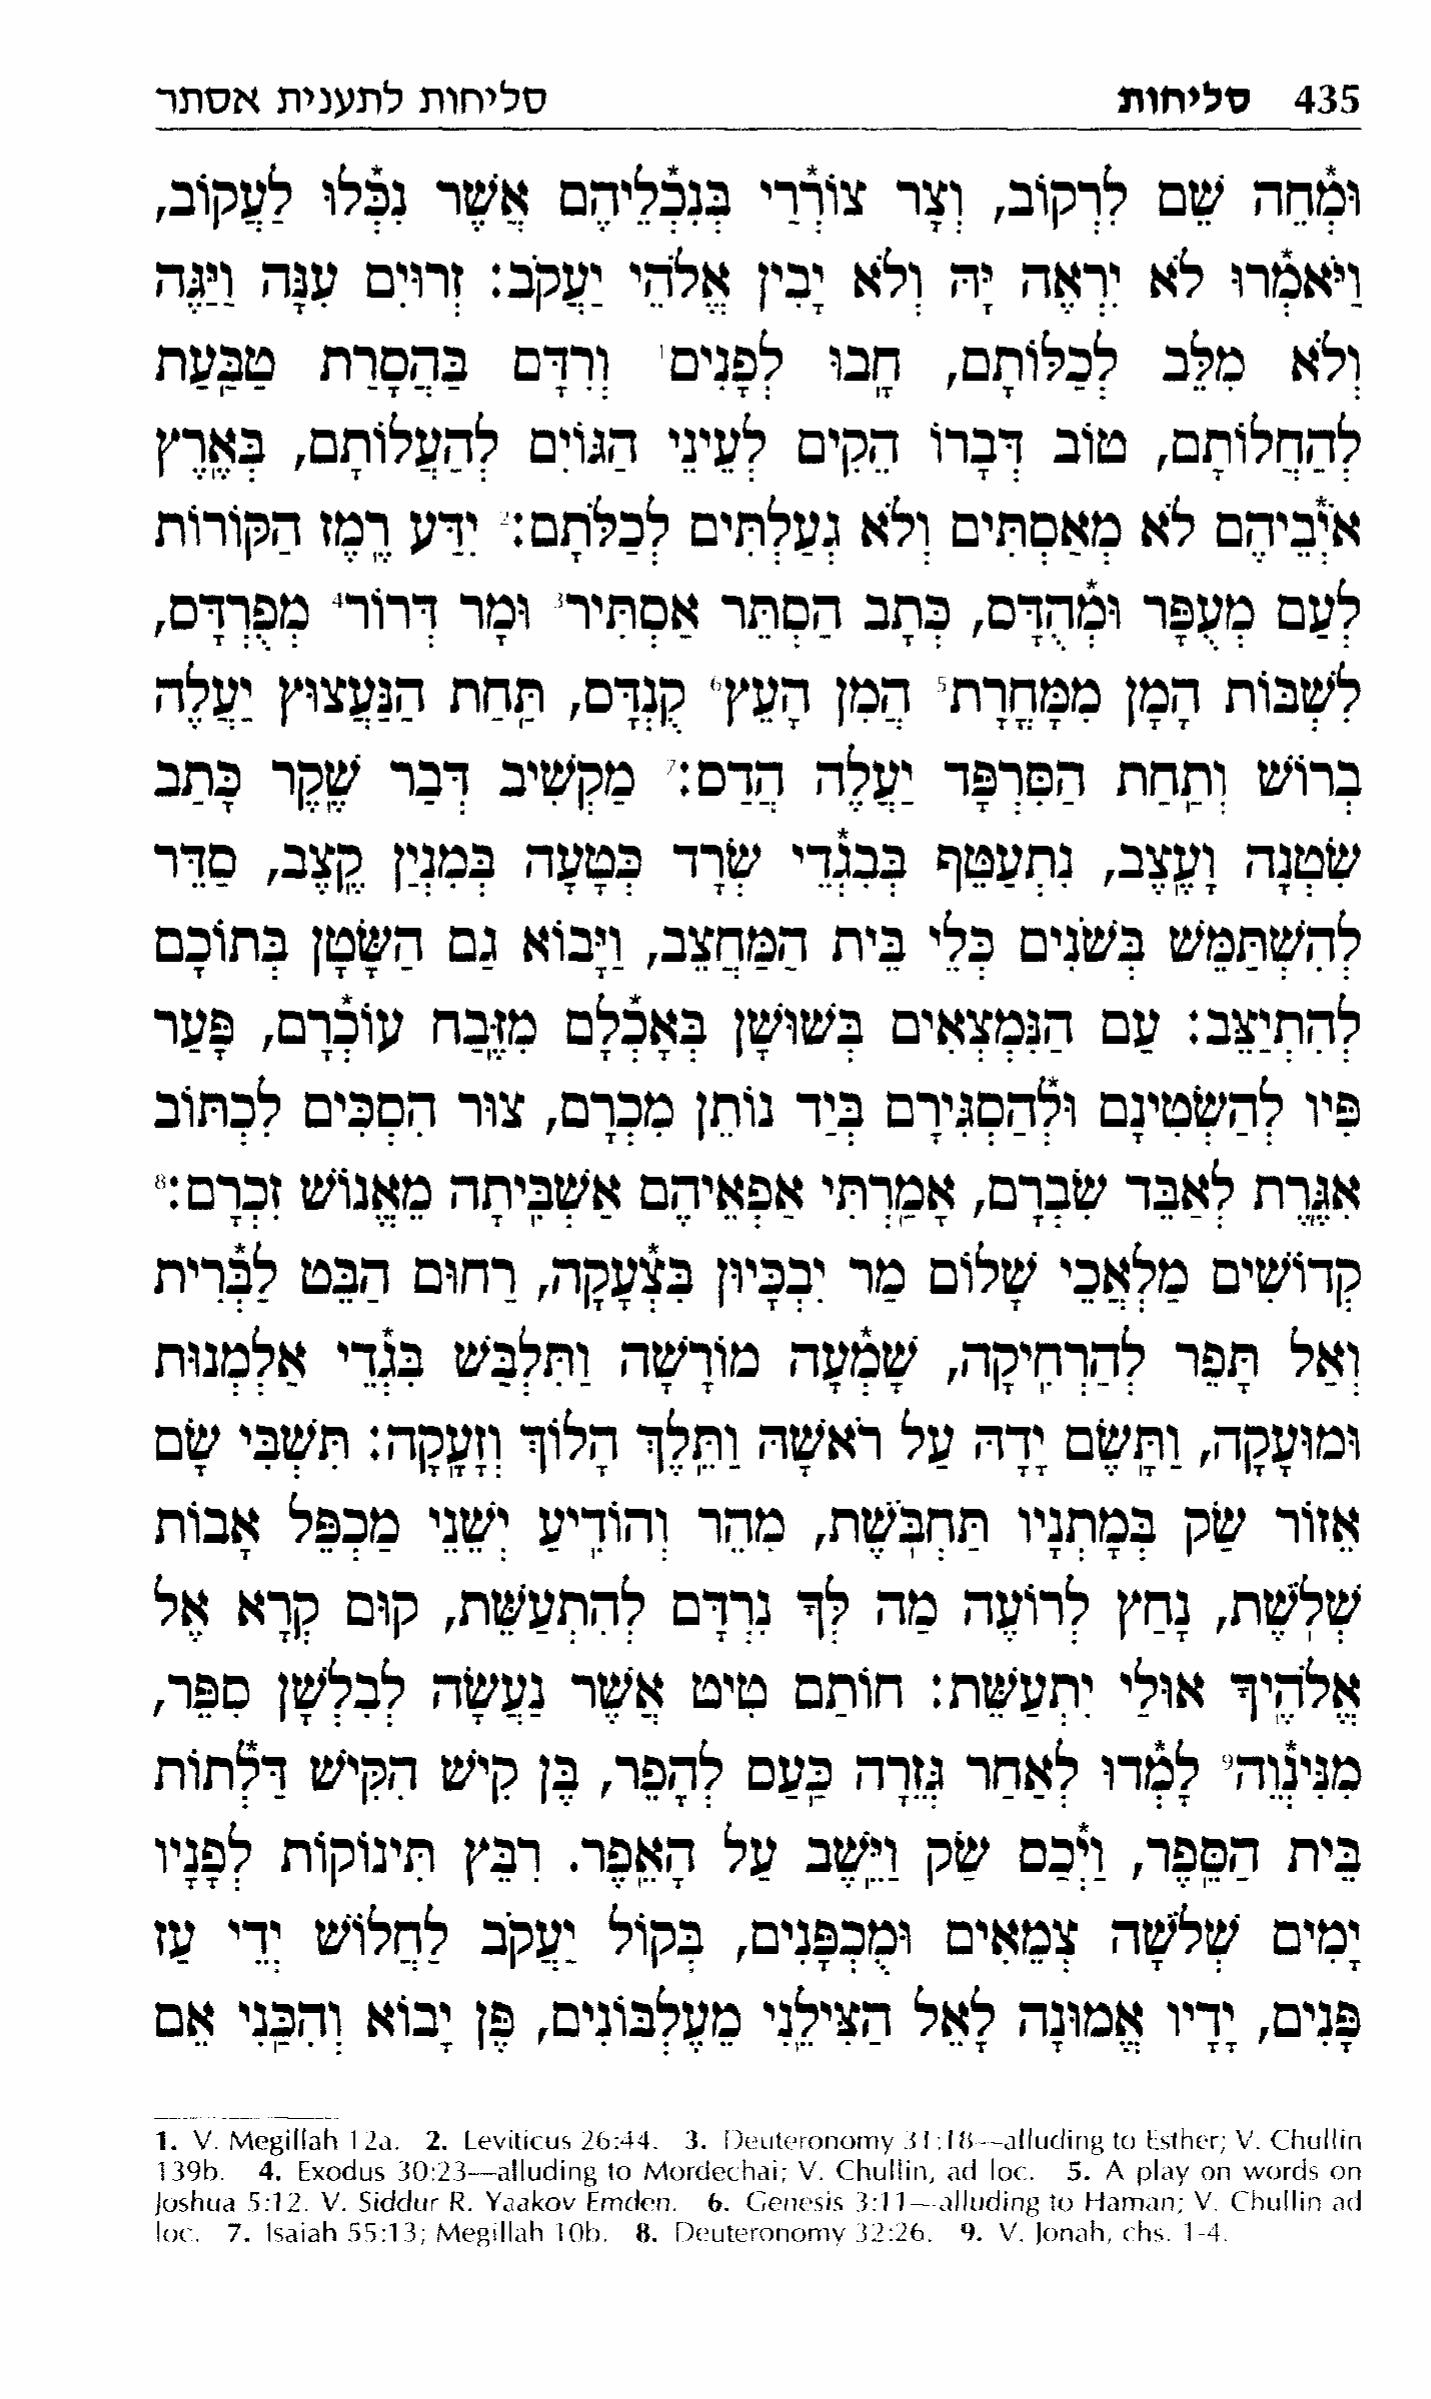 435 סליחות סליחות לתענית אסתר
וּמְֿחֵה שֵׁם לִרְקוֹב, וְצָר צוֹרְֿרַי בְּנִכְֿלֵיהֶם אֲשֶׁר נִכְּֿלוּ לַעֲקוֹב,
וַיֹּאמְֿרוּ לֹא יִרְאֶה יָּהּ וְלֹא יָבִין אֱלֹהֵי יַעֲקֹב: זְרוּיִם עִנָּה וַיַּגֶּה
וְלֹא מִלֵּב לְכַלּוֹתָם, חָבוּ לְפָנִים¹ וְרִדָּם בַּהֲסָרַת טַבַּעַת
לְהַחֲלוֹתָם, טוֹב דְּבָרוֹ הֵקִים לְעֵינֵי הַגּוֹיִם לְהַעֲלוֹתָם, בְּאֶרֶץ
אֹיְֿבֵיהֶם לֹא מְאַסְתִּים וְלֹא גְעַלְתִּים לְכַלֹּתָם:² יִדַּע רֶמֶז הַקּוֹרוֹת
לְעַם מְעֻפָּר וּמְֿהֻדָּם, כְּתָב הַסְתֵּר אַסְתִּיר³ וּמָר דְּרוֹר⁴ מְפֻרְדָּם,
לִשְׁבּוֹת הָמָן מִמָּחֳרָת⁵ הֲמִן הָעֵץ⁶ קֻנְדָּם, תַּחַת הַנַּעֲצוּץ יַעֲלֶה
בְרוֹשׁ וְתַחַת הַסִּרְפָּד יַעֲלֶה הֲדַס:⁷ מַקְשִׁיב דְּבַר שֶׁקֶר כָּתַב
שִׂטְנָה וָעֶצֶב, נִתְעַטֵּף בְּבִגְֿדֵי שְׂרָד כְּטָעָה בְּמִנְיַן קֶצֶב, סִדֵּר
לְהִשְׁתַּמֵּשׁ בְּשׁוֹנִים כְּלֵי בֵית הַמַּחֲצֵב, וַיָּבוֹא גַם הַשָּׂטָן בְּתוֹכָם
לְהִתְיַצֵּב: עַם הַנִּמְצְאִים בְּשׁוּשָׁן בְּאָכְֿלָם מִזֶּבַח עוֹכְֿרָם, פָּעַר
פִּיו לְהַשְׂטִינָם וּלְֿהַסְגִּירָם בְּיַד נוֹתֵן מִכְרָם, צוּר הִסְכִּים לִכְתּוֹב
אִגֶּרֶת לְאַבֵּד שִׂבְרָם, אָמַרְתִּי אַפְאֵיהֶם אַשְׁבִּיתָה מֵאֱנוֹשׁ זִכְרָם:⁸
קְדוֹשִׁים מַלְאֲכֵי שָׁלוֹם מַר יִבְכָּיוּן בִּצְֿעָקָה, רַחוּם הַבֵּט לַבְּֿרִית
וְאַל תָּפֵר לְהַרְחִיקָה, שָׁמְֿעָה מוֹרָשָׁה וַתִּלְבַּשׁ בִּגְֿדֵי אַלְמְנוּת
וּמוּעָקָה, וַתָּשֶׂם יָדָהּ עַל רֹאשָׁהּ וַתֵּלֶךְ הָלוֹךְ וְזָעָקָה: תִּשְׁבִּי שָׂם
אֵזוֹר שַׂק בְּמָתְנָיו תַּחְבֹּשֶׁת, מִהֵר וְהוֹדִיעַ יְשֵׁנֵי מַכְפֵּל אָבוֹת
שְׁלֹשֶׁת, נָחַץ לְרוֹעֶה מַה לְּךָ נִרְדָּם לְהִתְעַשֵּׁת, קוּם קְרָא אֶל
אֱלֹהֶיךָ אוּלַי יִתְעַשֵּׁת: חוֹתַם טִיט אֲשֶׁר נַעֲשָׂה לְבִלְשָׁן סִפֵּר,
מִנִּינְֿוֵה⁹ לָמְֿדוּ לְאַחַר גְּזֵרָה כַּעַס לְהָפֵר, בֶּן קִישׁ הִקִּישׁ דַּלְֿתוֹת
בֵּית הַסֵּפֶר, וַיְֿכַס שַׂק וַיֵּשֶׁב עַל הָאֵפֶר. רִבֵּץ תִּינוֹקוֹת לְפָנָיו
יָמִים שְׁלֹשָׁה צְמֵאִים וּמֻכְפָּנִים, בְּקוֹל יַעֲקֹב לַחֲלוֹשׁ יְדֵי עַז
פָּנִים, יָדָיו אֱמוּנָה לָאֵל הַצִּילֵנִי מֵעֶלְבּוֹנִים, פֶּן יָבוֹא וְהִכַּנִי אֵם
1. V. Megillah 12a. 2. Leviticus 26:44. 3. Deuteronomy 31:18—alluding to Esther; V. Chullin
139b. 4. Exodus 30:23—alluding to Mordechai; V. Chullin, ad loc. 5. A play on words on
Joshua 5:12. V. Siddur R. Yaakov Emden. 6. Genesis 3:11—alluding to Haman; V. Chullin ad
loc. 7. Isaiah 55:13; Megillah 10b. 8. Deuteronomy 32:26. 9. V. Jonah, chs. 1-4.